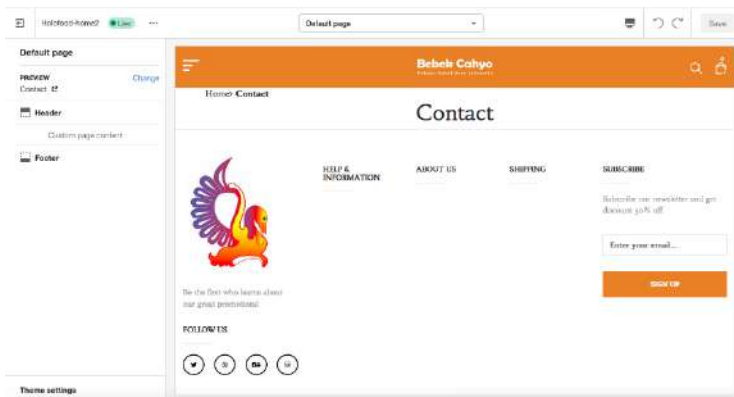 Holofood-home2 Live ... Default page Save
Default page
PREVIEW Change
Contact
Header
Custom page content
Footer
Theme settings
Bebek Cahyo
Home› Contact
Contact
Be the first who learns about
our great promotions!
FOLLOW US
HELP &
INFORMATION
ABOUT US
SHIPPING
SUBSCRIBE
Subscribe our newsletter and get
discount 30% off
Enter your email...
SIGN UP